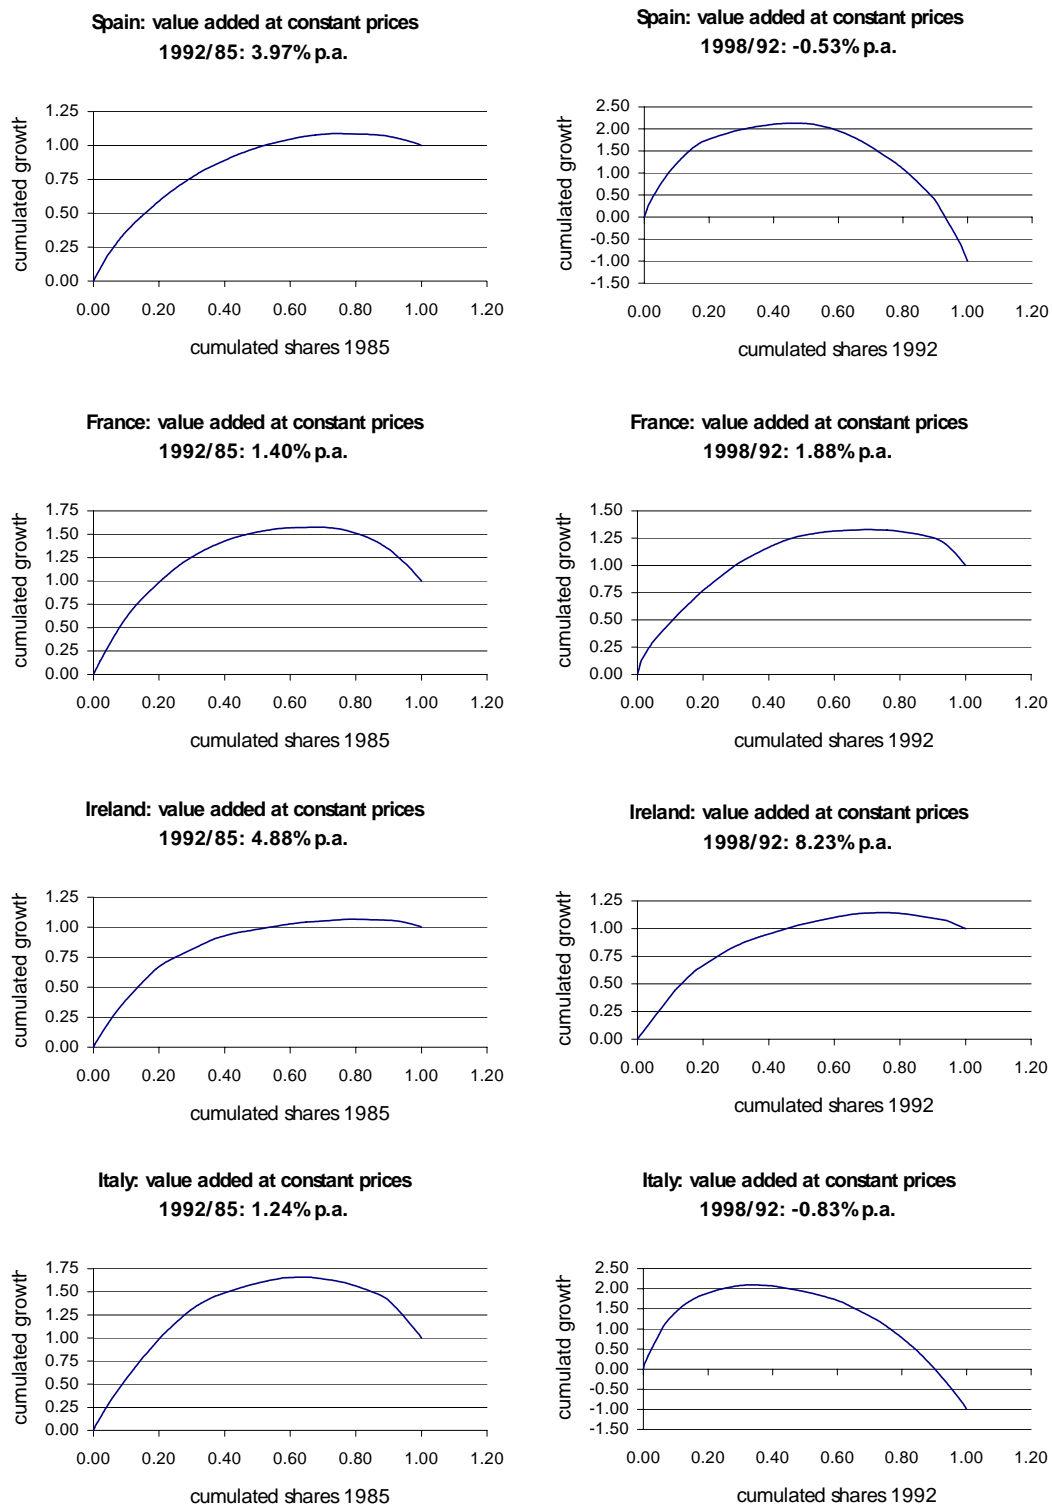 Spain: value added at constant prices
1992/85: 3.97% p.a.
1.25
1.00
0.75
0.50
0.25
0.00
cumulated growth
0.00 0.20 0.40 0.60 0.80 1.00 1.20
cumulated shares 1985
Spain: value added at constant prices
1998/92: -0.53% p.a.
2.50
2.00
1.50
1.00
0.50
0.00
-0.50
-1.00
-1.50
cumulated growth
0.00 0.20 0.40 0.60 0.80 1.00 1.20
cumulated shares 1992
France: value added at constant prices
1992/85: 1.40% p.a.
1.75
1.50
1.25
1.00
0.75
0.50
0.25
0.00
cumulated growth
0.00 0.20 0.40 0.60 0.80 1.00 1.20
cumulated shares 1985
France: value added at constant prices
1998/92: 1.88% p.a.
1.50
1.25
1.00
0.75
0.50
0.25
0.00
cumulated growth
0.00 0.20 0.40 0.60 0.80 1.00 1.20
cumulated shares 1992
Ireland: value added at constant prices
1992/85: 4.88% p.a.
1.25
1.00
0.75
0.50
0.25
0.00
cumulated growth
0.00 0.20 0.40 0.60 0.80 1.00 1.20
cumulated shares 1985
Ireland: value added at constant prices
1998/92: 8.23% p.a.
1.25
1.00
0.75
0.50
0.25
0.00
cumulated growth
0.00 0.20 0.40 0.60 0.80 1.00 1.20
cumulated shares 1992
Italy: value added at constant prices
1992/85: 1.24% p.a.
1.75
1.50
1.25
1.00
0.75
0.50
0.25
0.00
cumulated growth
0.00 0.20 0.40 0.60 0.80 1.00 1.20
cumulated shares 1985
Italy: value added at constant prices
1998/92: -0.83% p.a.
2.50
2.00
1.50
1.00
0.50
0.00
-0.50
-1.00
-1.50
cumulatd growth
0.00 0.20 0.40 0.60 0.80 1.00 1.20
cumulated shares 1992